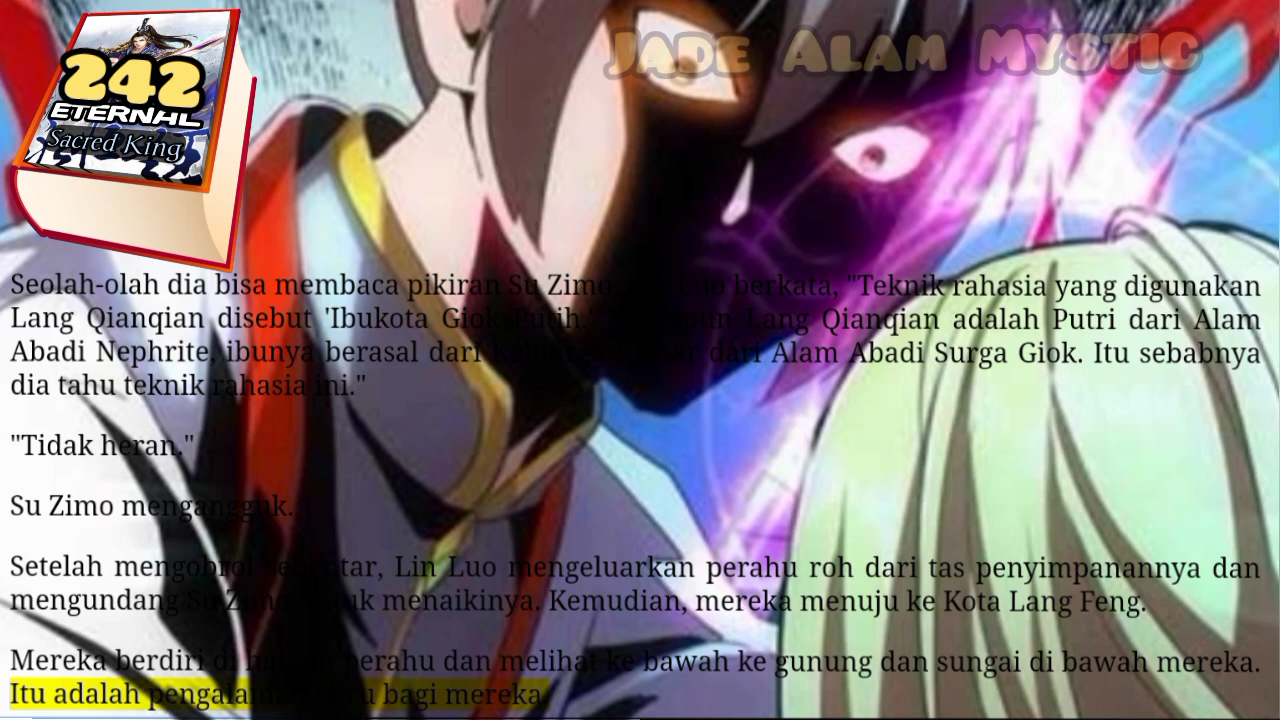 242
ETERNAL
Sacred King
JADE ALAM MYSTIC
Seolah-olah dia bisa membaca pikiran Su Zimo, berkata, "Teknik rahasia yang digunakan
Lang Qianqian disebut 'Ibukota Giok Putih.' Lang Qianqian adalah Putri dari Alam
Abadi Nephrite, ibunya berasal dari dari Alam Abadi Surga Giok. Itu sebabnya
dia tahu teknik rahasia ini."
"Tidak heran."
Su Zimo mengangguk.
Setelah mengobrol sebentar, Lin Luo mengeluarkan perahu roh dari tas penyimpanannya dan
mengundang Su Zimo untuk menaikinya. Kemudian, mereka menuju ke Kota Lang Feng.
Mereka berdiri di perahu dan melihat ke bawah ke gunung dan sungai di bawah mereka.
Itu adalah pengalaman baru bagi mereka.